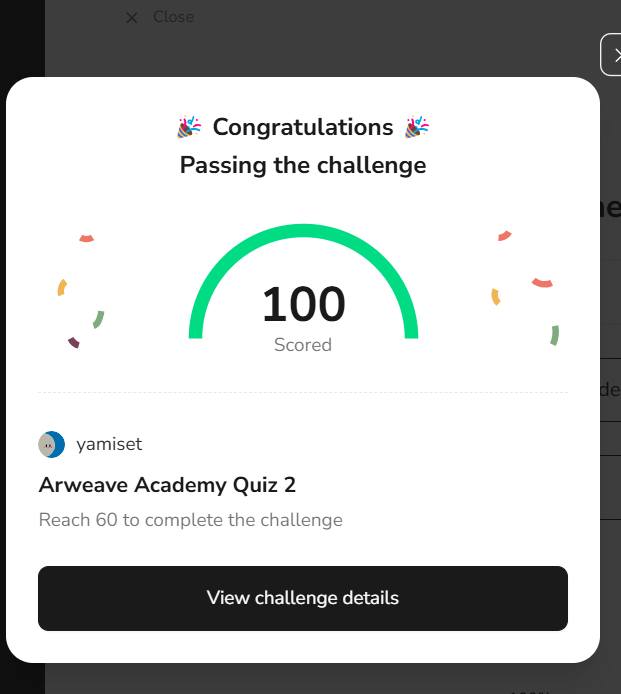 Close
Congratulations
Passing the challenge
100
Scored
yamiset
Arweave Academy Quiz 2
Reach 60 to complete the challenge
View challenge details